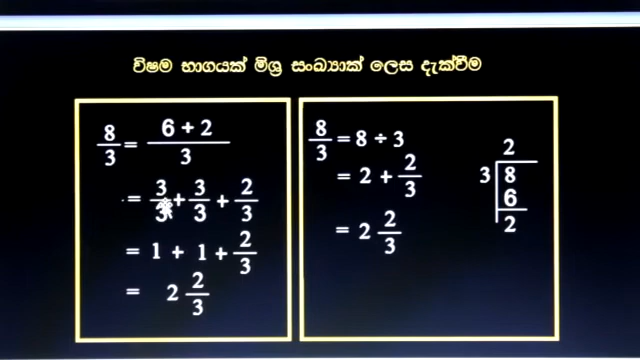 විෂම භාගයක් මිශ්‍ර සංඛ්‍යාක් ලෙස දැක්වීම
8/3 = (6 + 2)/3
= 3/3 + 3/3 + 2/3
= 1 + 1 + 2/3
= 2 2/3
8/3 = 8 ÷ 3
= 2 + 2/3
= 2 2/3
2
3 8
6
2